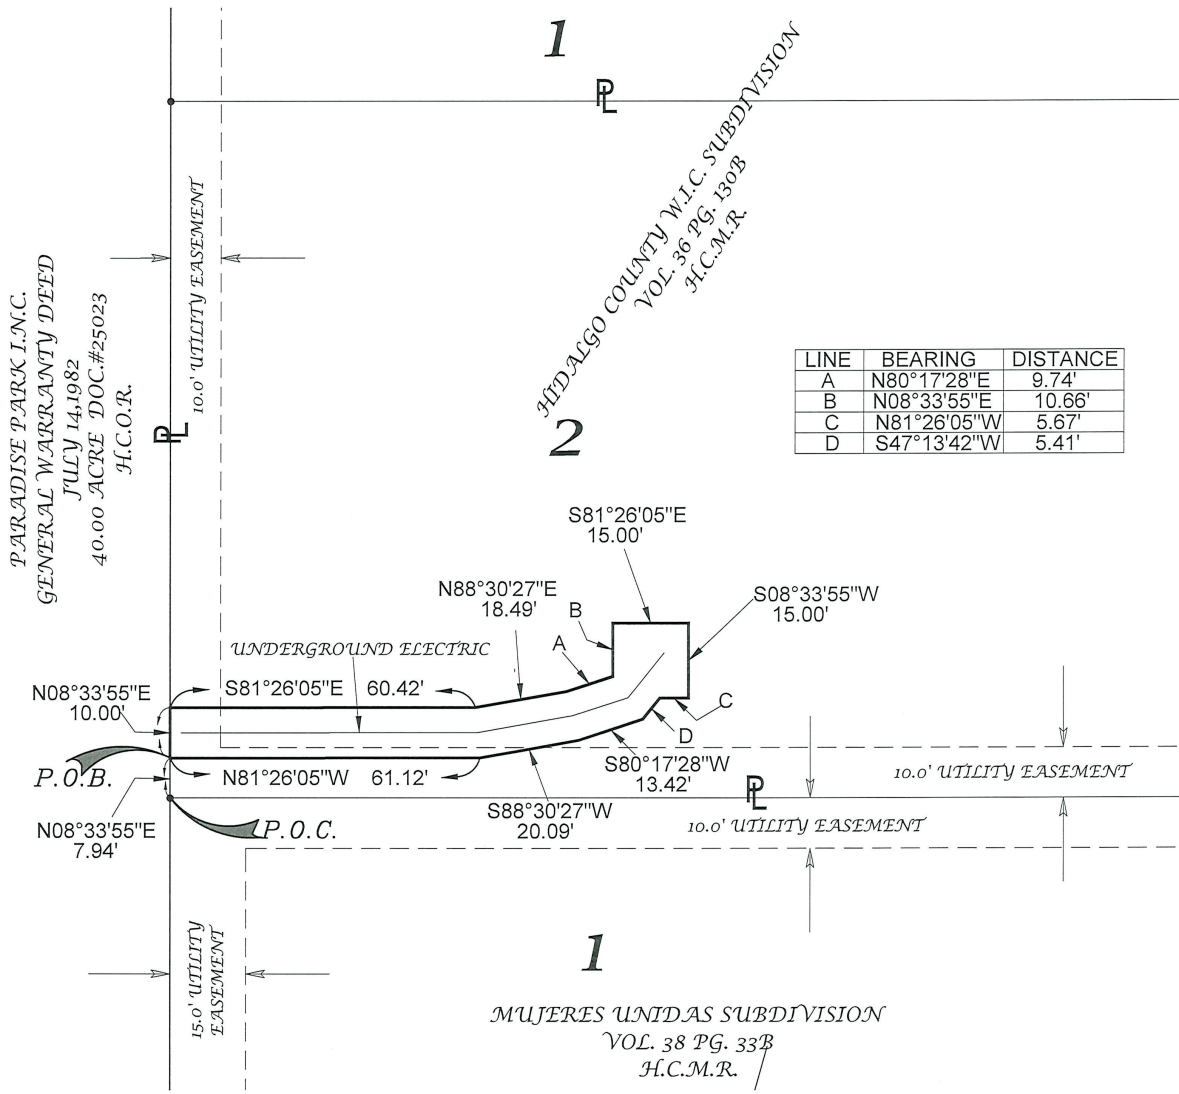 1
PL
HIDALGO COUNTY W.I.C. SUBDIVISION
VOL. 36 PG. 130B
H.C.M.R.
10.0' UTILITY EASEMENT
PARADISE PARK I.N.C.
GENERAL WARRANTY DEED
JULY 14,1982
40.00 ACRE DOC.#25023
H.C.O.R.
PL
LINE BEARING DISTANCE
A N80°17'28"E 9.74'
B N08°33'55"E 10.66'
C N81°26'05"W 5.67'
D S47°13'42"W 5.41'
2
S81°26'05"E
15.00'
N88°30'27"E
18.49'
B
A
S08°33'55"W
15.00'
UNDERGROUND ELECTRIC
N08°33'55"E
10.00'
S81°26'05"E 60.42'
C
D
P.O.B.
N81°26'05"W 61.12'
S80°17'28"W
13.42'
10.0' UTILITY EASEMENT
PL
N08°33'55"E
7.94'
P.O.C.
S88°30'27"W
20.09'
10.0' UTILITY EASEMENT
15.0' UTILITY
EASEMENT
1
MUJERES UNIDAS SUBDIVISION
VOL. 38 PG. 33B
H.C.M.R.